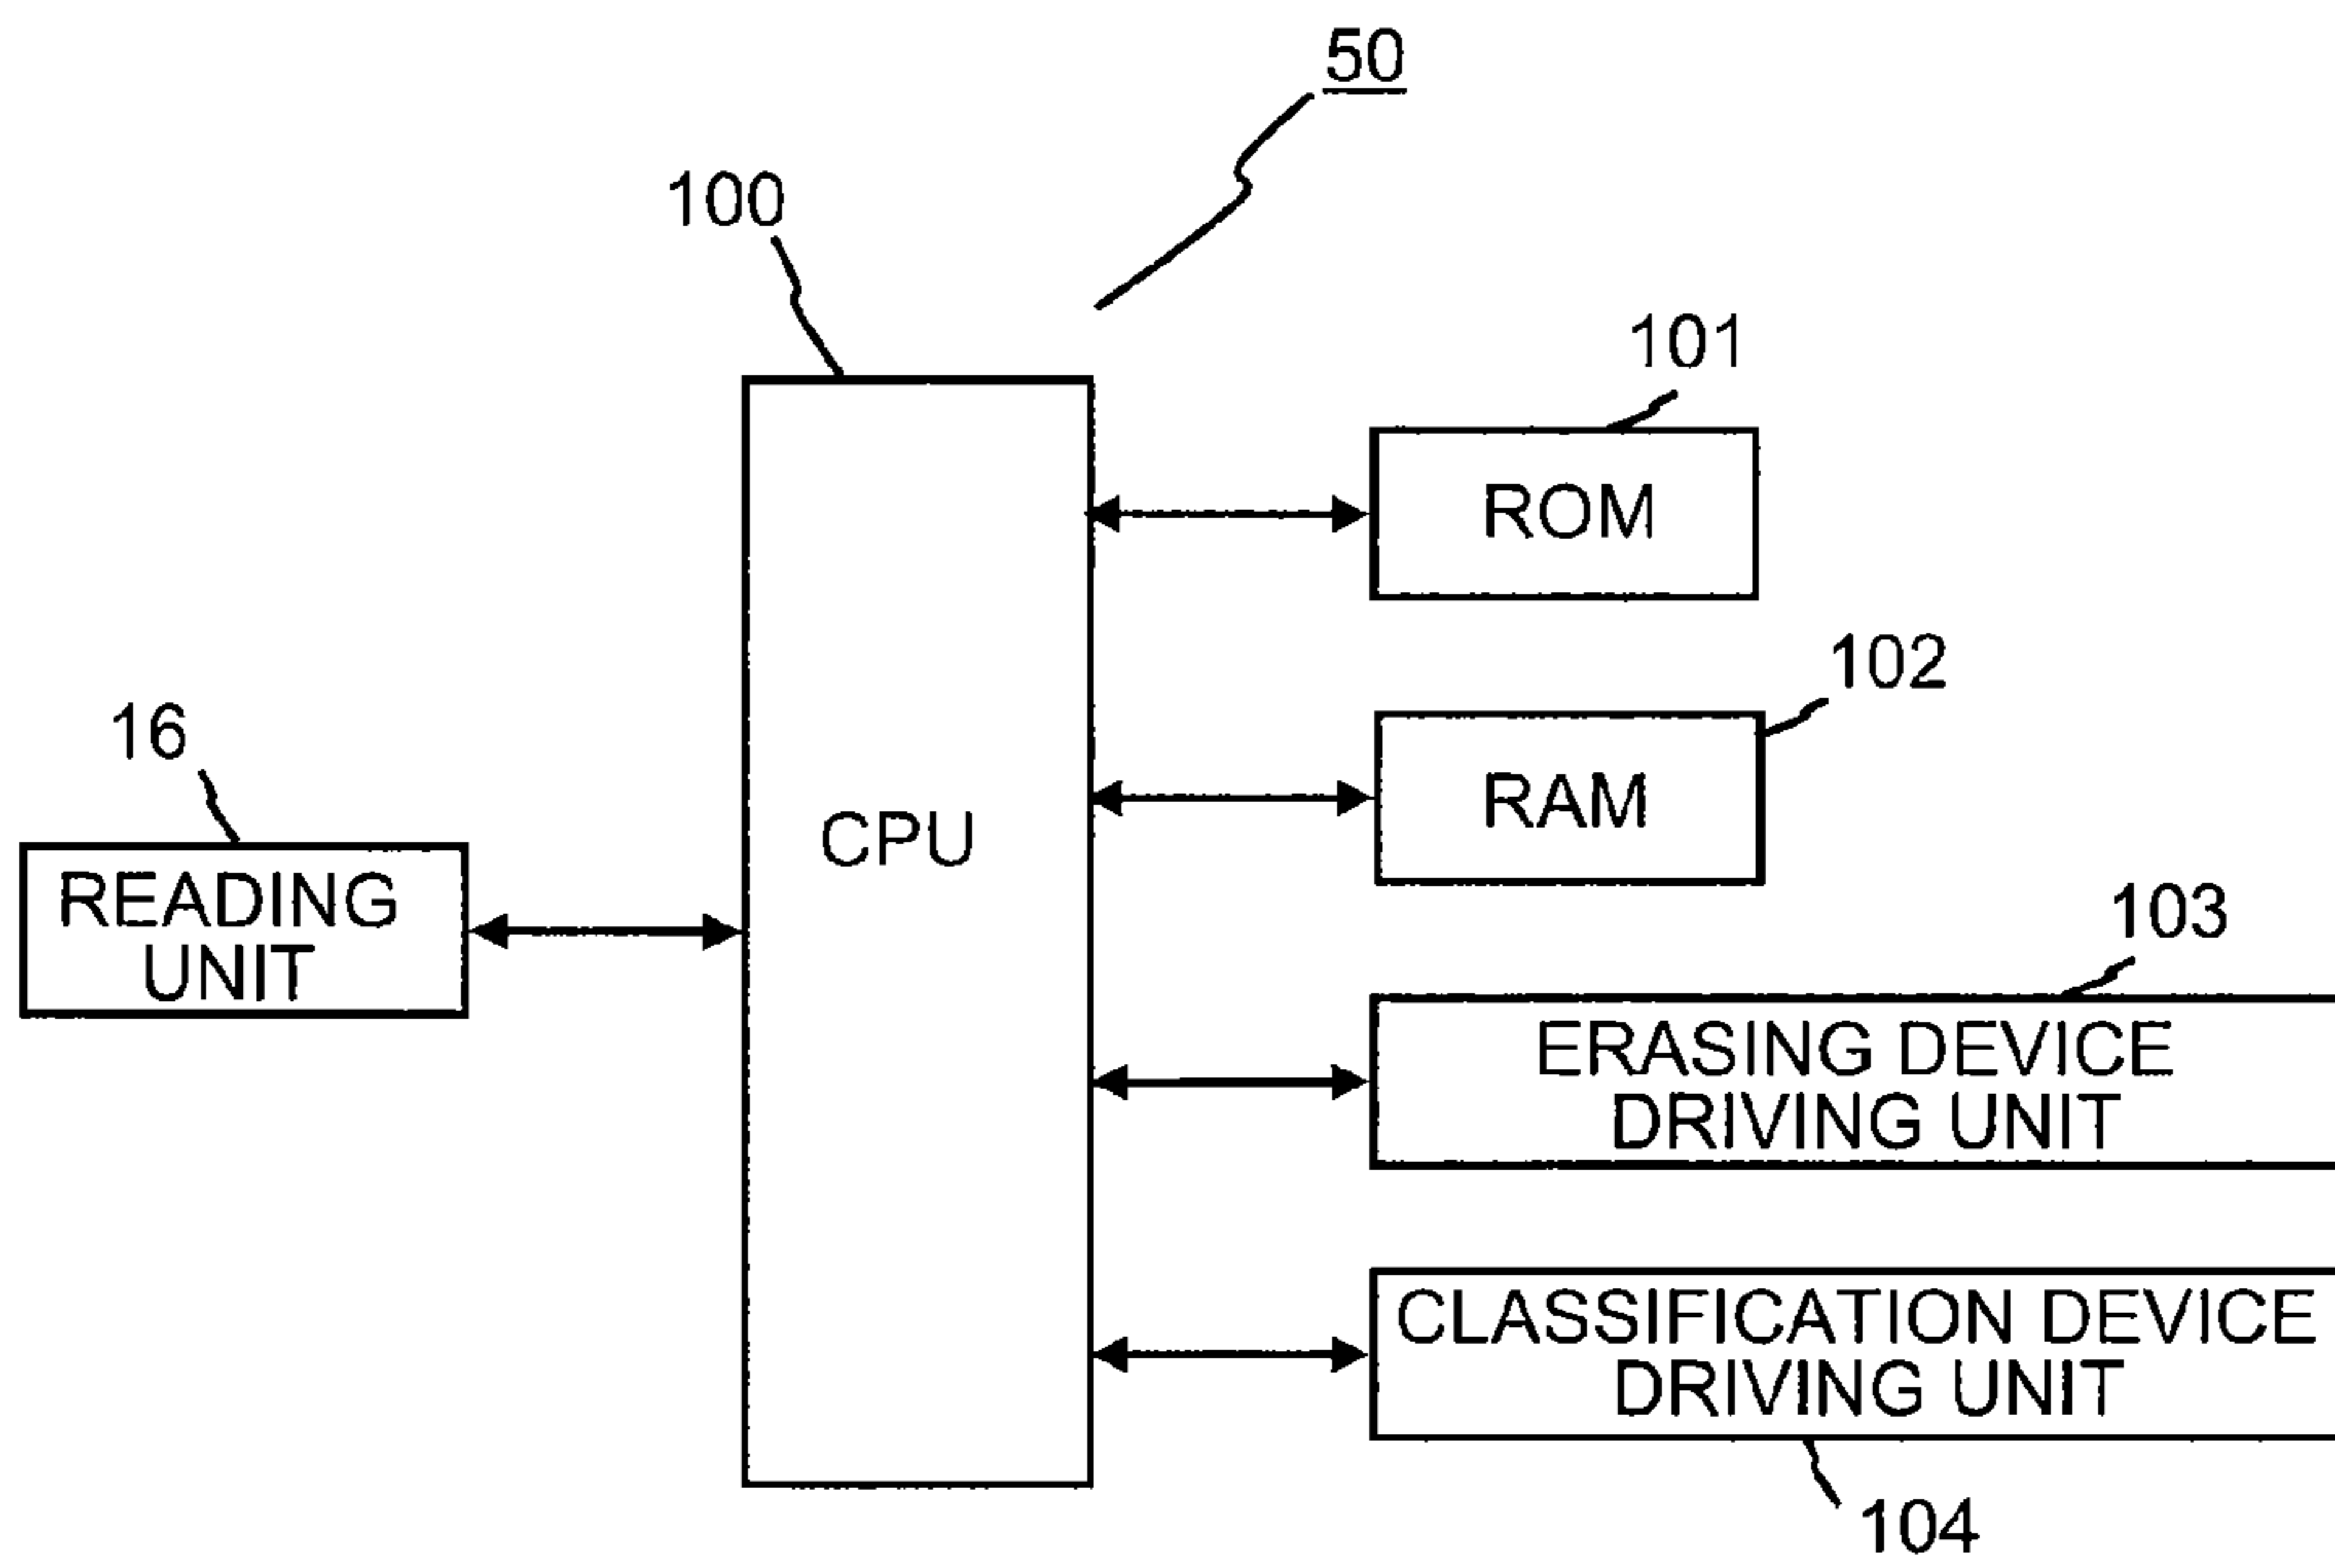 50
100
101
ROM
102
16
RAM
CPU
READING
UNIT
103
ERASING DEVICE
DRIVING UNIT
CLASSIFICATION DEVICE
DRIVING UNIT
104